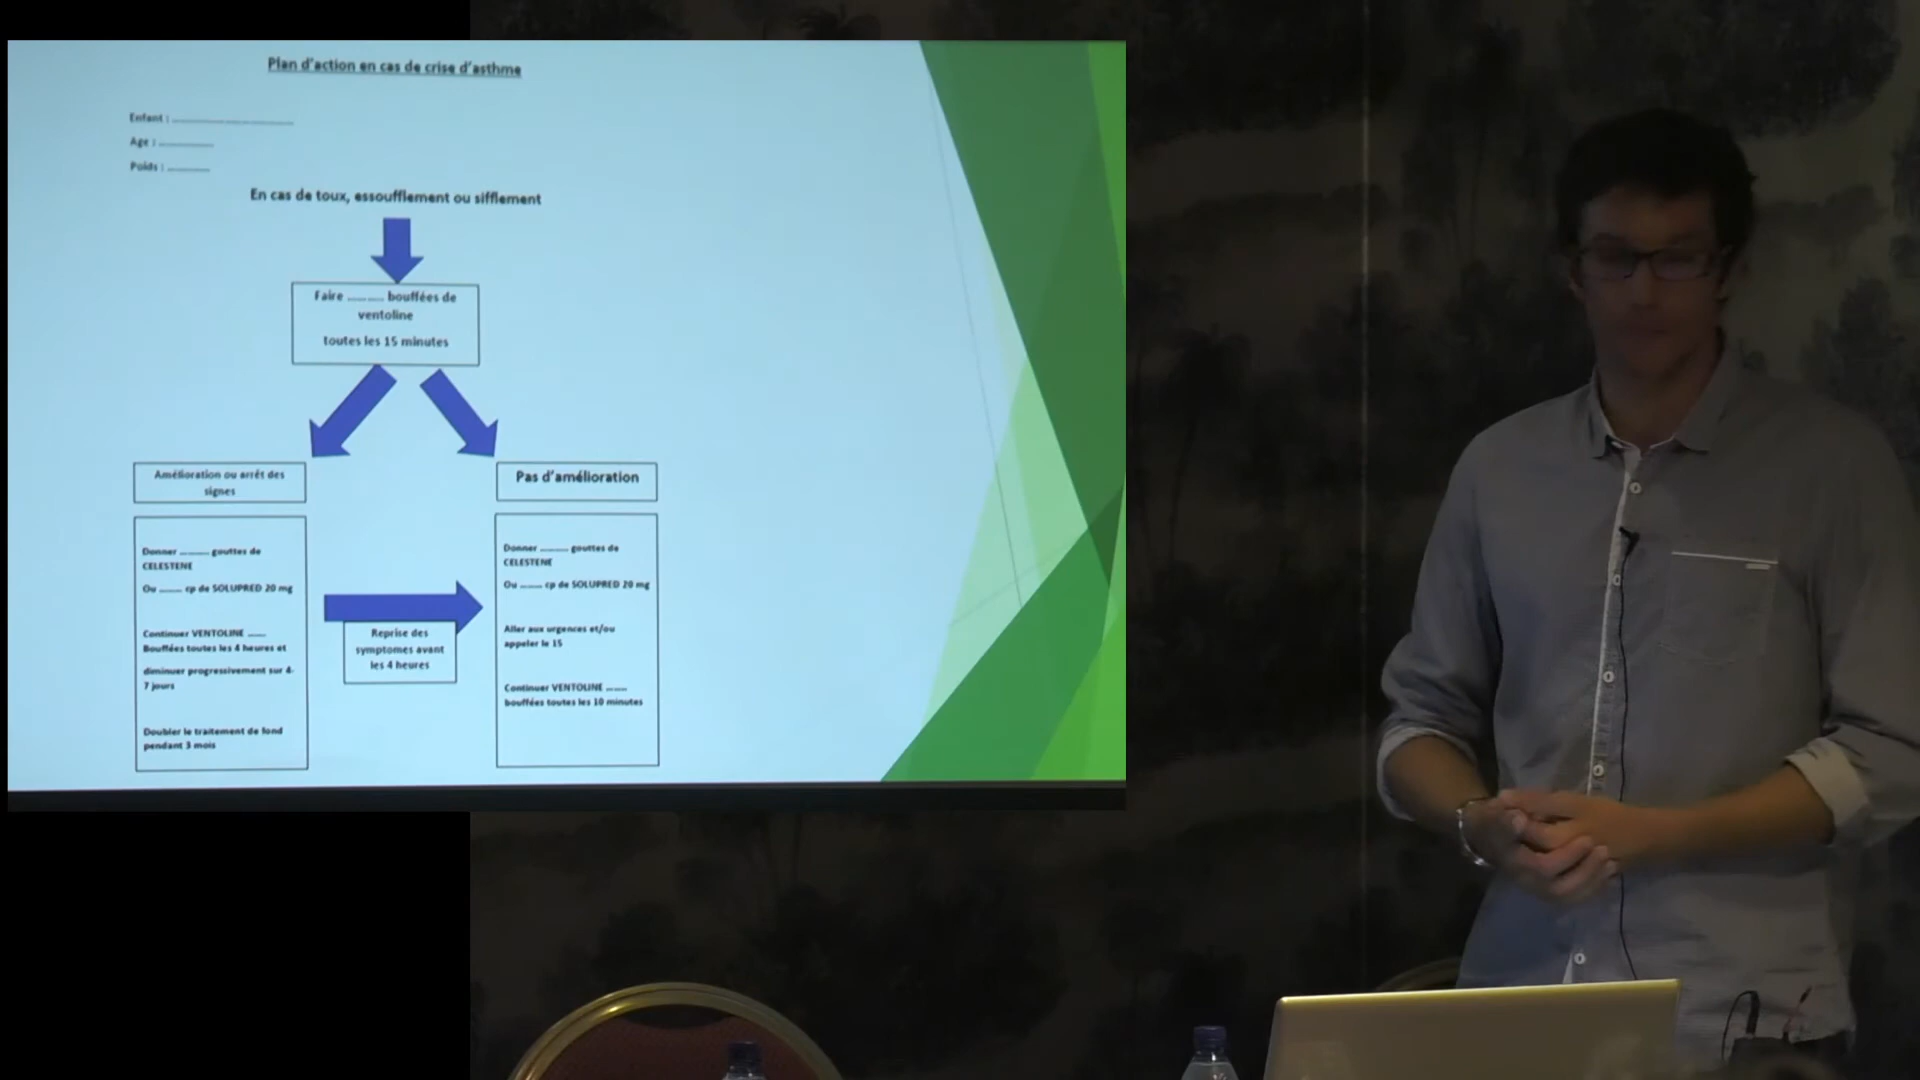 Plan d'action en cas de crise d'asthme
Enfant : ........................
Age : ............
Poids : ..........
En cas de toux, essoufflement ou sifflement
Faire .......... bouffées de
ventoline
toutes les 15 minutes
Amélioration ou arrêt des
signes
Pas d'amélioration
Donner ........ gouttes de
CELESTENE
Ou ...... cp de SOLUPRED 20 mg
Continuer VENTOLINE .....
Bouffées toutes les 4 heures et
diminuer progressivement sur 4-
7 jours
Doubler le traitement de fond
pendant 3 mois
Reprise des
symptomes avant
les 4 heures
Donner ........ gouttes de
CELESTENE
Ou ...... cp de SOLUPRED 20 mg
Aller aux urgences et/ou
appeler le 15
Continuer VENTOLINE ......
bouffées toutes les 10 minutes